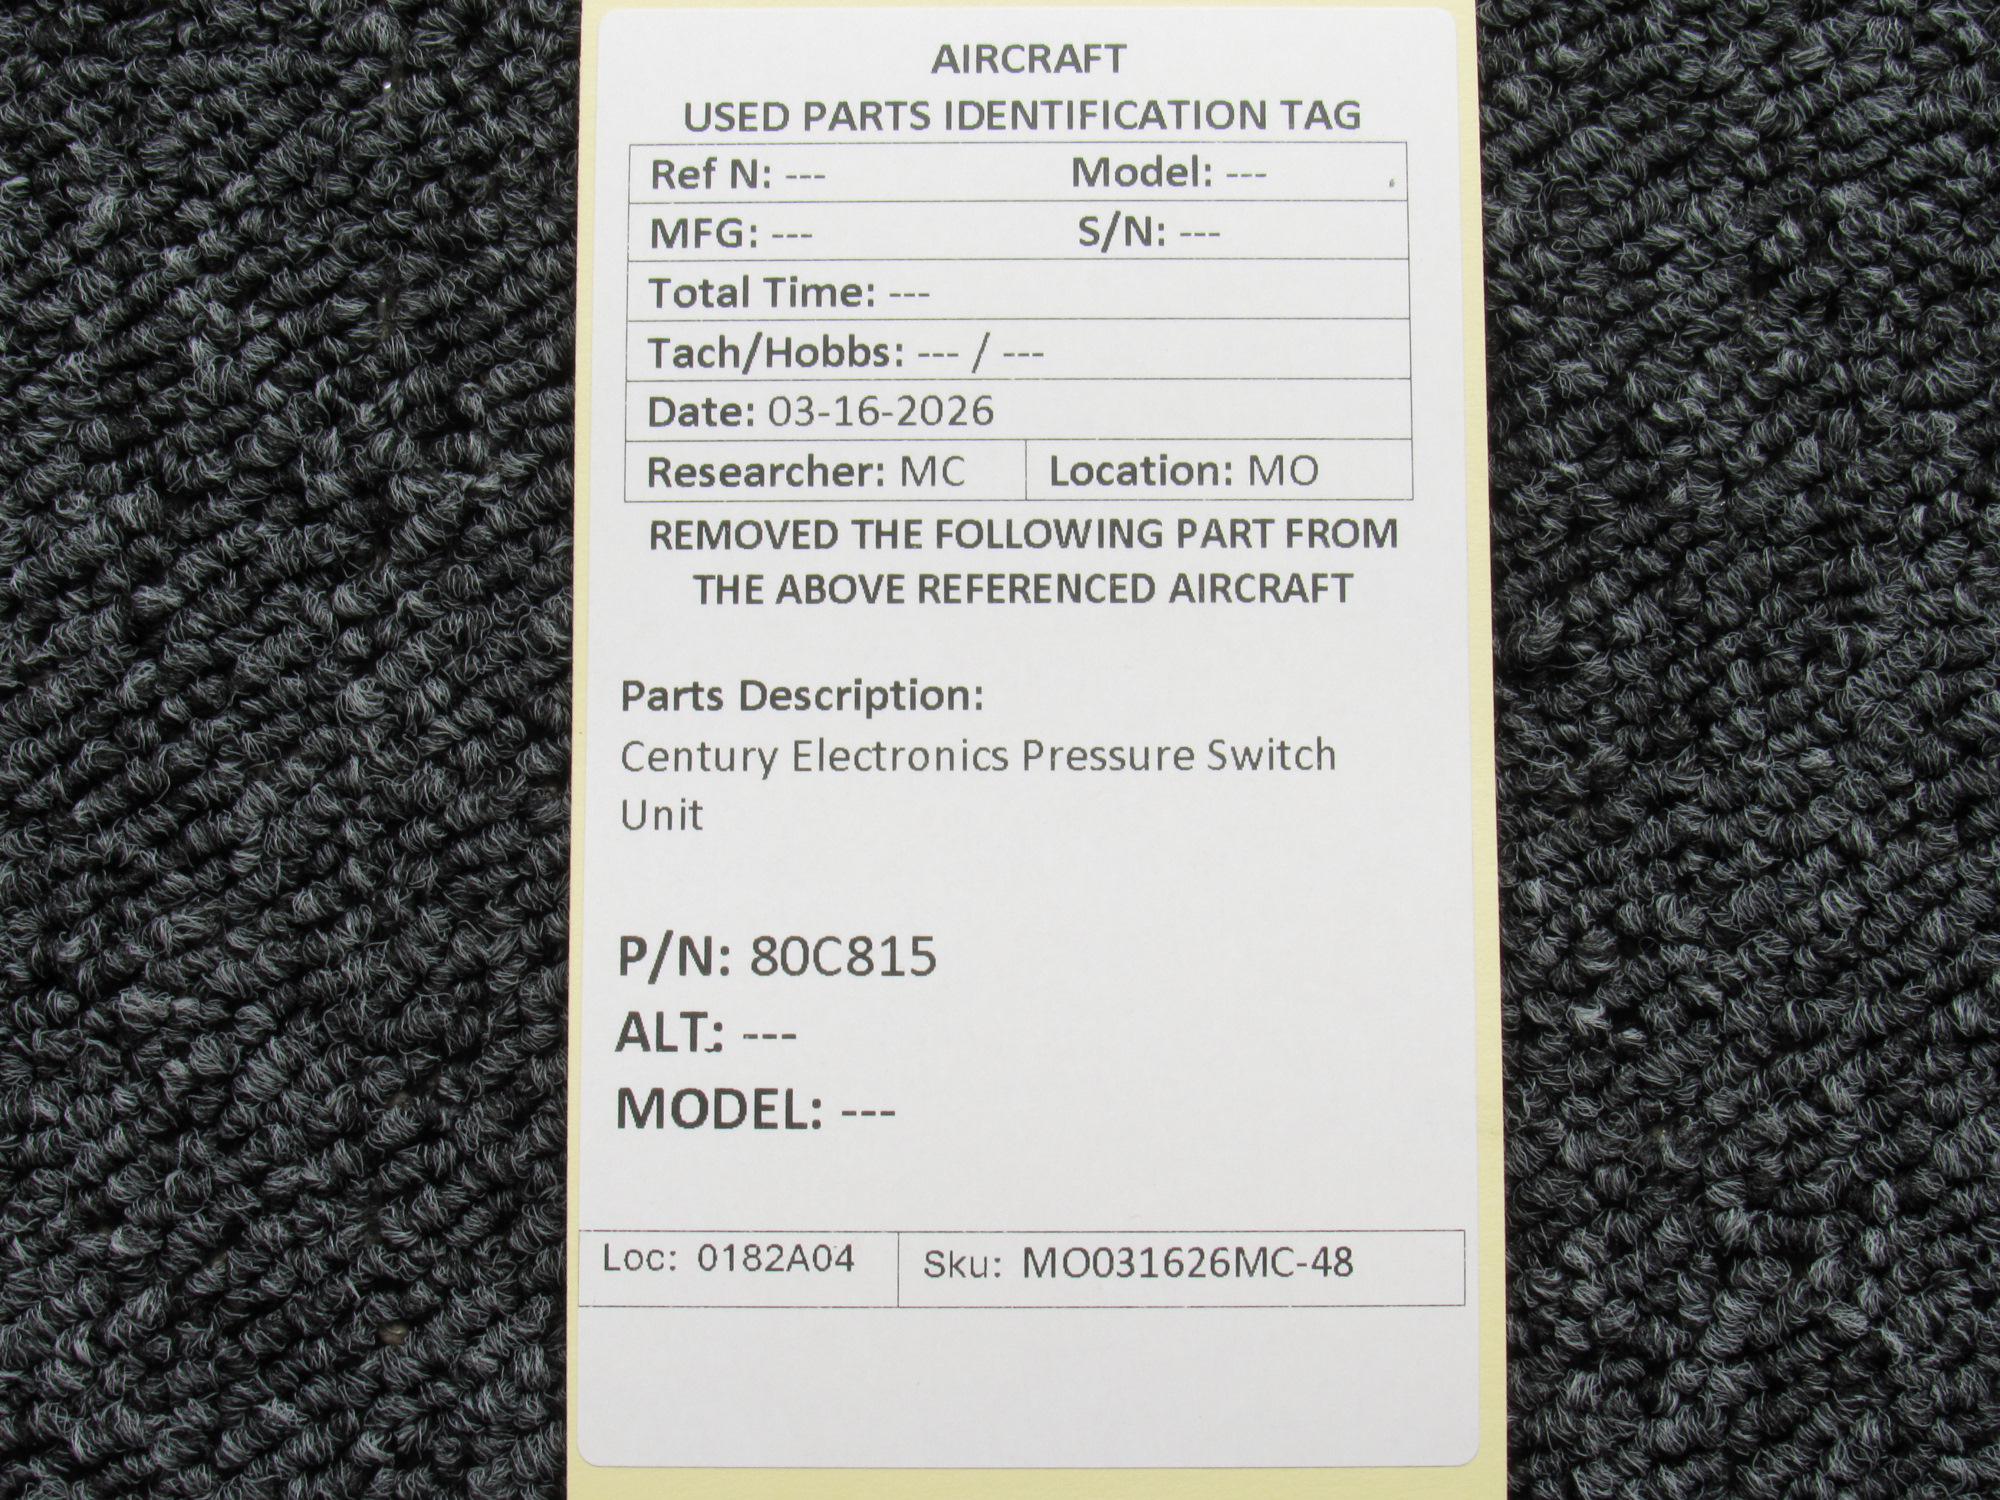 AIRCRAFT
USED PARTS IDENTIFICATION TAG
Ref N: --- Model: ---
MFG: --- S/N: ---
Total Time: ---
Tach/Hobbs: --- / ---
Date: 03-16-2026
Researcher: MC Location: MO
REMOVED THE FOLLOWING PART FROM
THE ABOVE REFERENCED AIRCRAFT
Parts Description:
Century Electronics Pressure Switch
Unit
P/N: 80C815
ALT: ---
MODEL: ---
Loc: 0182A04 Sku: MO031626MC-48